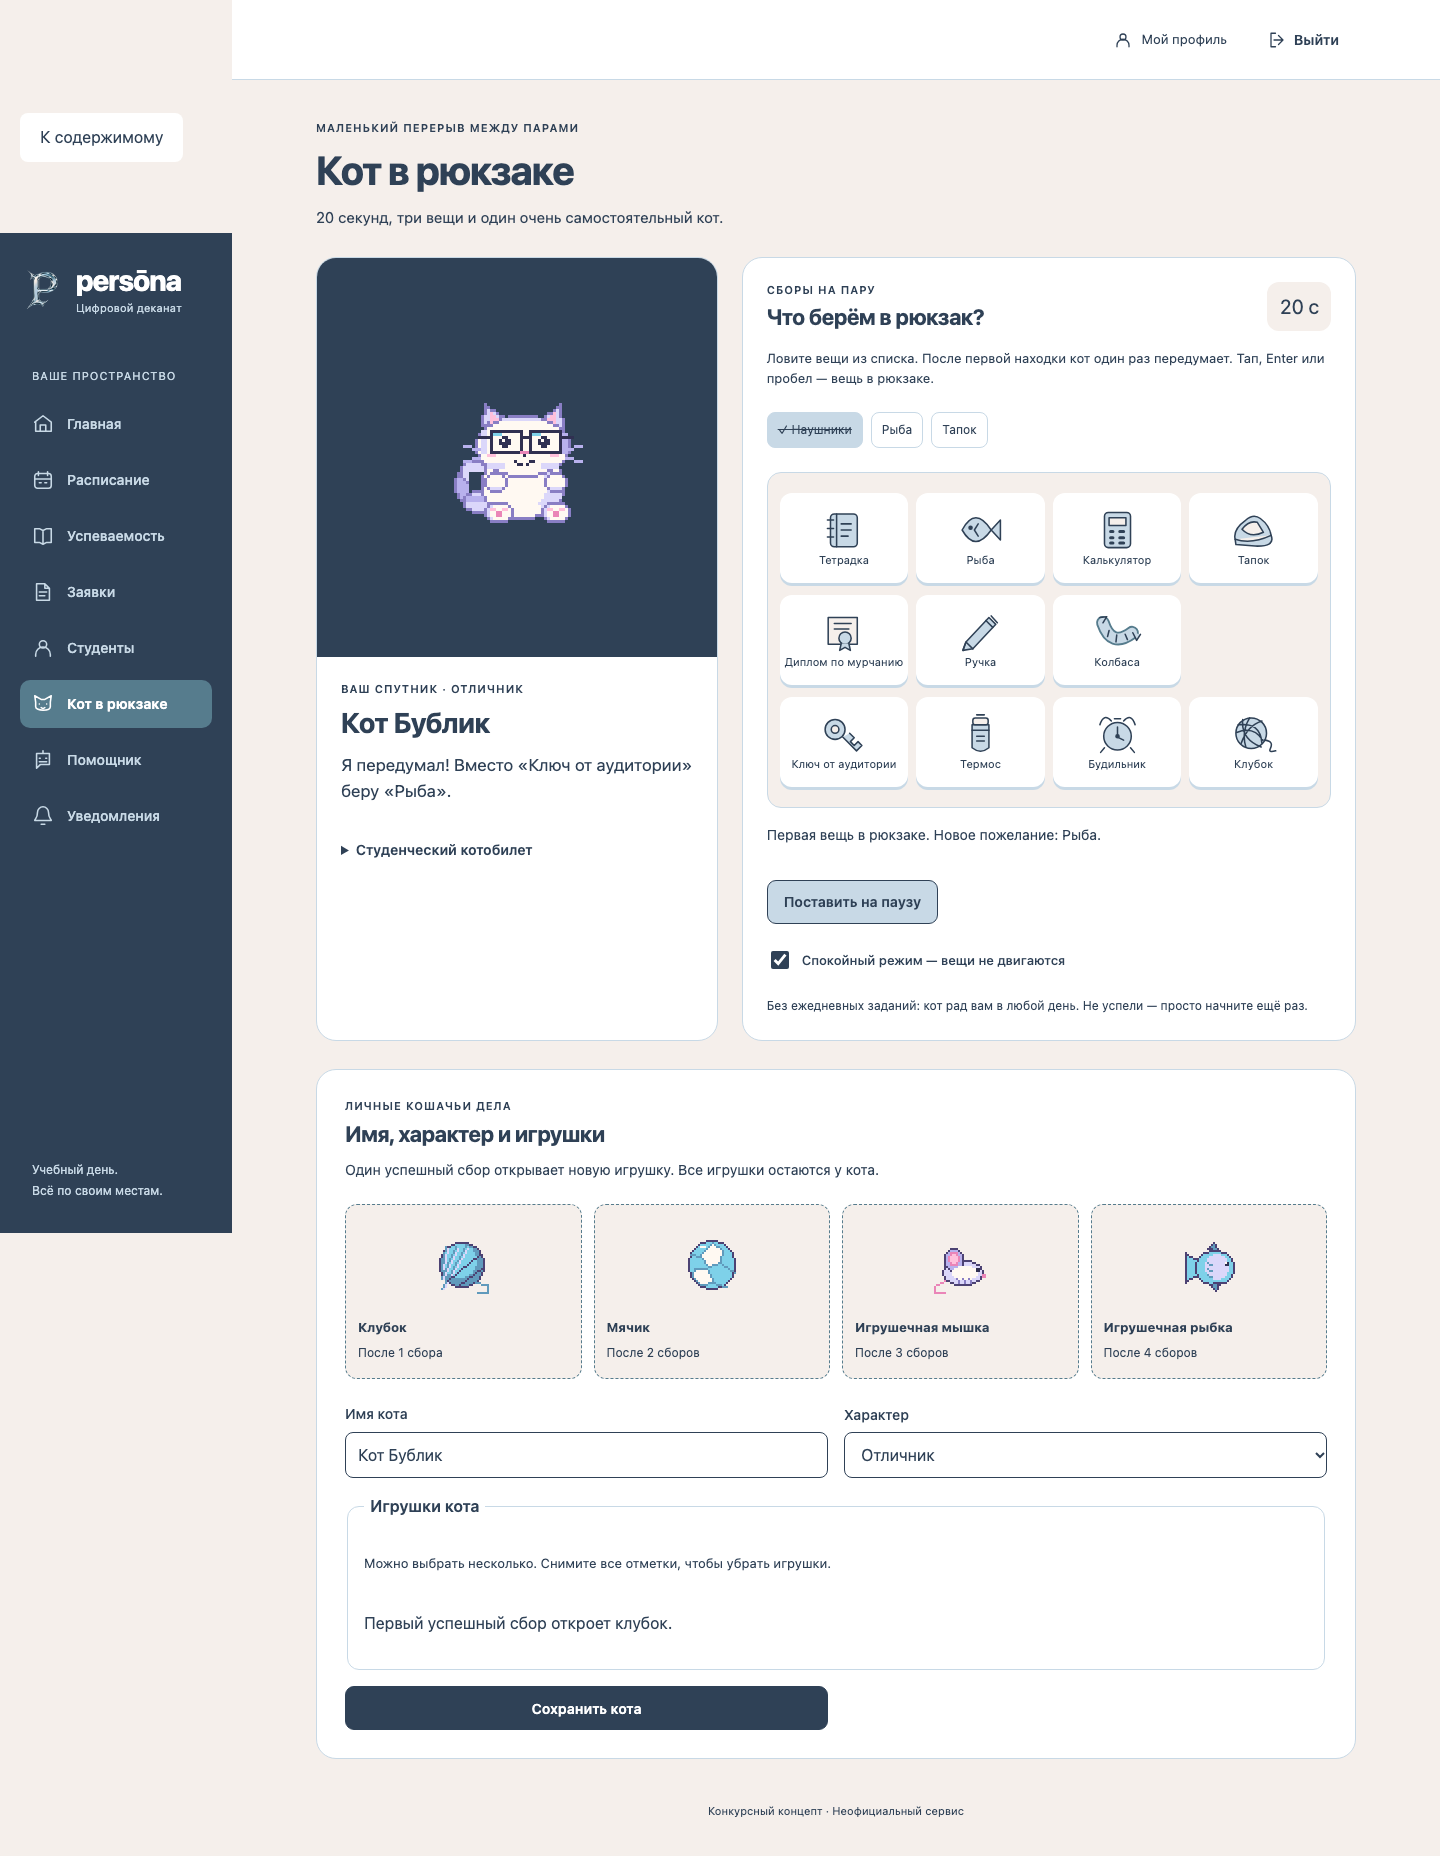 Мой профиль
Выйти
К содержимому
persōna
Цифровой деканат
ВАШЕ ПРОСТРАНСТВО
Главная
Расписание
Успеваемость
Заявки
Студенты
Кот в рюкзаке
Помощник
Уведомления
Учебный день.
Всё по своим местам.
МАЛЕНЬКИЙ ПЕРЕРЫВ МЕЖДУ ПАРАМИ
Кот в рюкзаке
20 секунд, три вещи и один очень самостоятельный кот.
ВАШ СПУТНИК · ОТЛИЧНИК
Кот Бублик
Я передумал! Вместо «Ключ от аудитории»
беру «Рыба».
Студенческий котобилет
СБОРЫ НА ПАРУ
Что берём в рюкзак?
20 с
Ловите вещи из списка. После первой находки кот один раз передумает. Тап, Enter или
пробел — вещь в рюкзаке.
✓ Наушники
Рыба
Тапок
Тетрадка
Рыба
Калькулятор
Тапок
Диплом по мурчанию
Ручка
Колбаса
Ключ от аудитории
Термос
Будильник
Клубок
Первая вещь в рюкзаке. Новое пожелание: Рыба.
Поставить на паузу
Спокойный режим — вещи не двигаются
Без ежедневных заданий: кот рад вам в любой день. Не успели — просто начните ещё раз.
ЛИЧНЫЕ КОШАЧЬИ ДЕЛА
Имя, характер и игрушки
Один успешный сбор открывает новую игрушку. Все игрушки остаются у кота.
Клубок
После 1 сбора
Мячик
После 2 сборов
Игрушечная мышка
После 3 сборов
Игрушечная рыбка
После 4 сборов
Имя кота
Кот Бублик
Характер
Отличник
Игрушки кота
Можно выбрать несколько. Снимите все отметки, чтобы убрать игрушки.
Первый успешный сбор откроет клубок.
Сохранить кота
Конкурсный концепт · Неофициальный сервис